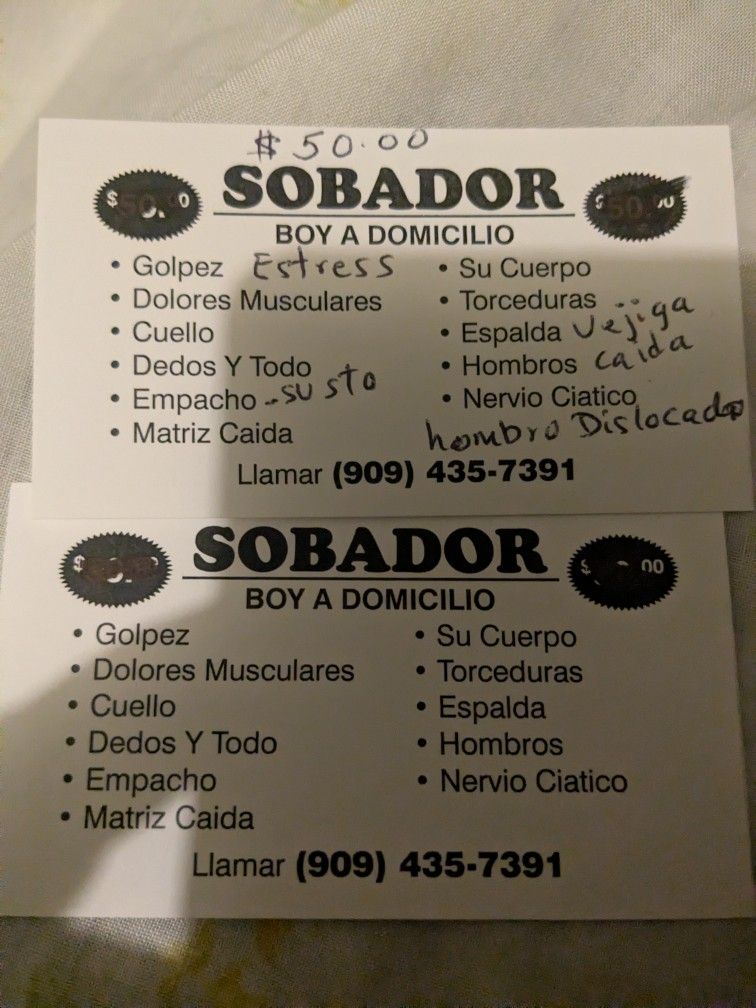 $50.00
SOBADOR
BOY A DOMICILIO
• Golpez Estress
• Dolores Musculares
• Cuello
• Dedos Y Todo
• Empacho - susto
• Matriz Caida
• Su Cuerpo
• Torceduras
• Espalda Vejiga
• Hombros caida
• Nervio Ciatico
hombro Dislocado
Llamar (909) 435-7391
SOBADOR
BOY A DOMICILIO
• Golpez
• Dolores Musculares
• Cuello
• Dedos Y Todo
• Empacho
• Matriz Caida
• Su Cuerpo
• Torceduras
• Espalda
• Hombros
• Nervio Ciatico
Llamar (909) 435-7391